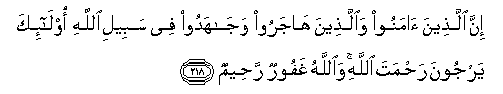 إِنَّ ٱلَّذِينَ ءَامَنُوا۟ وَٱلَّذِينَ هَاجَرُوا۟ وَجَـٰهَدُوا۟ فِى سَبِيلِ ٱللَّهِ أُو۟لَـٰٓئِكَ
يَرْجُونَ رَحْمَتَ ٱللَّهِ ۚ وَٱللَّهُ غَفُورٌ رَّحِيمٌ ﴿٢١٨﴾